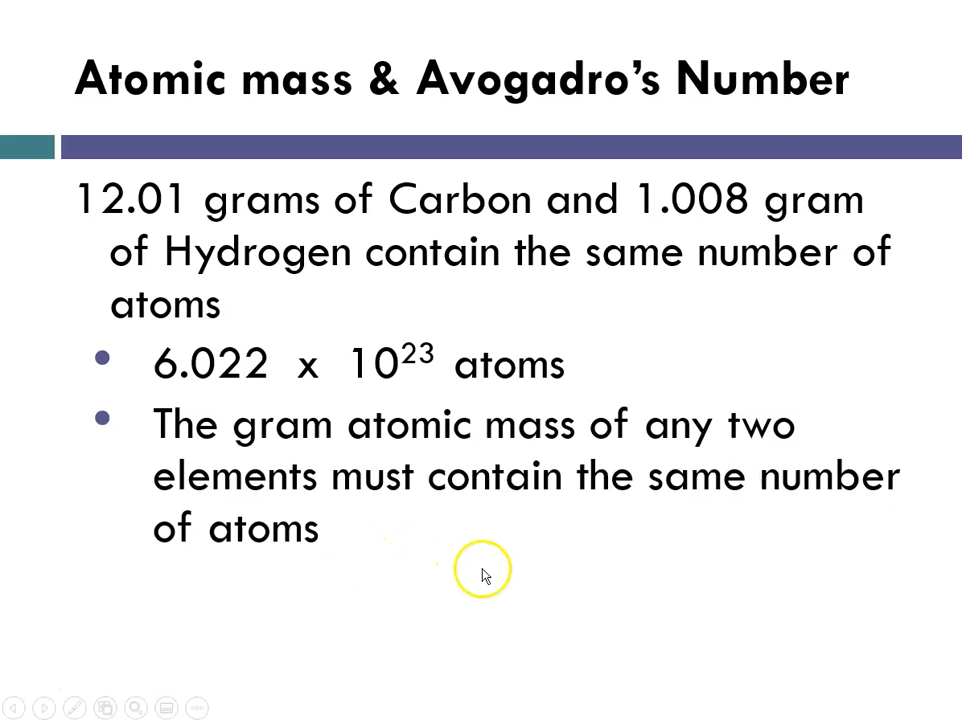 Atomic mass & Avogadro’s Number
12.01 grams of Carbon and 1.008 gram
of Hydrogen contain the same number of
atoms
• 6.022 x 10²³ atoms
• The gram atomic mass of any two
elements must contain the same number
of atoms